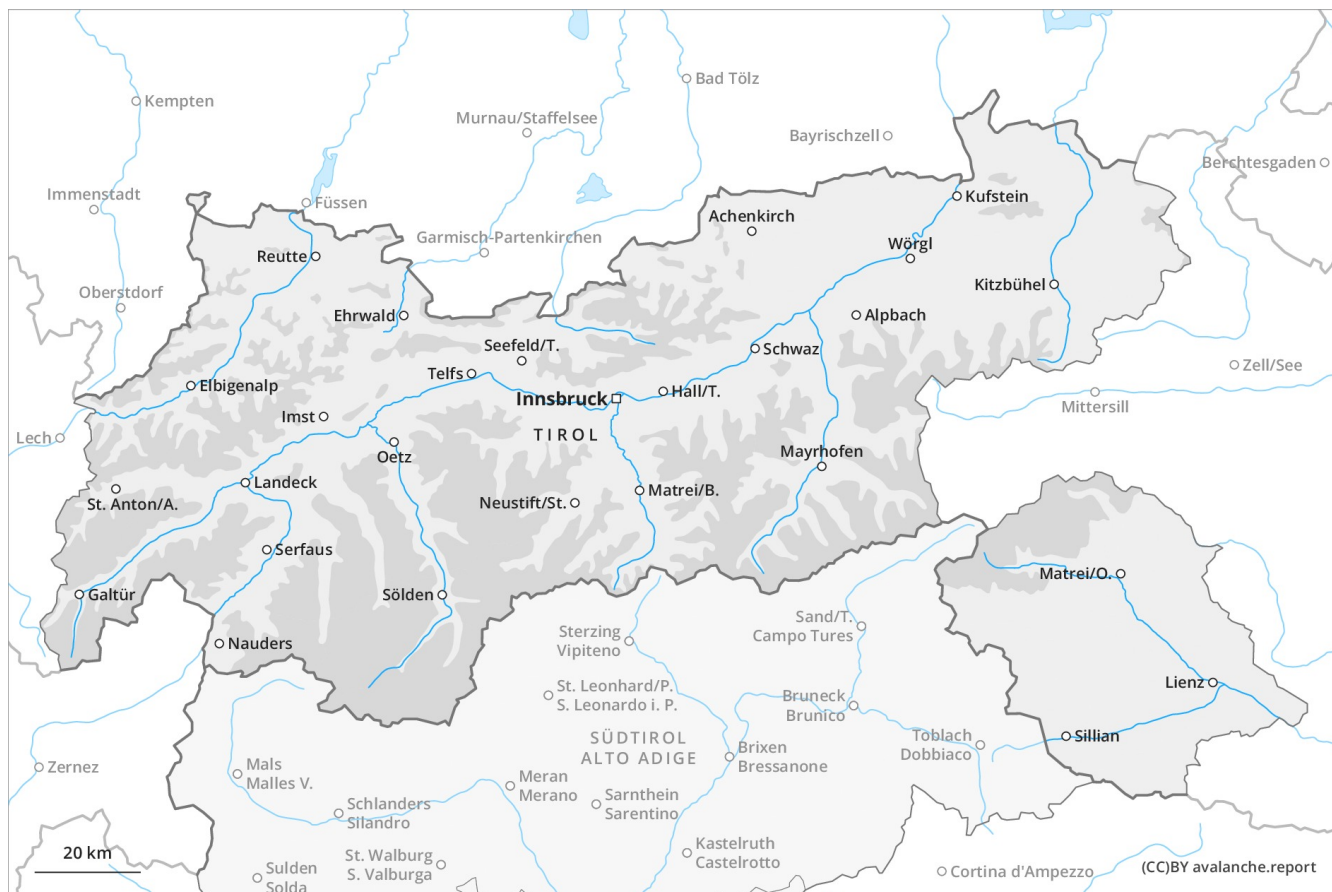 Kempten
Bad Tölz
Murnau/Staffelsee
Bayrischzell
Berchtesgaden
Immenstadt
Füssen
Kufstein
Achenkirch
Garmisch-Partenkirchen
Wörgl
Reutte
Kitzbühel
Oberstdorf
Ehrwald
Alpbach
Seefeld/T.
Schwaz
Zell/See
Telfs
Elbigenalp
Innsbruck
Hall/T.
Mittersill
Imst
TIROL
Lech
Oetz
Mayrhofen
Landeck
Matrei/B.
St. Anton/A.
Neustift/St.
Serfaus
Matrei/O.
Galtür
Sölden
Sand/T.
Campo Tures
Sterzing
Vipiteno
Nauders
Lienz
St. Leonhard/P.
S. Leonardo i. P.
Bruneck
Brunico
SÜDTIROL
ALTO ADIGE
Toblach
Dobbiaco
Sillian
Brixen
Bressanone
Zernez
Mals
Malles V.
Meran
Merano
Sarnthein
Sarentino
Schlanders
Silandro
Kastelruth
Castelrotto
20 km
St. Walburg
S. Valburga
Sulden
Solda
Cortina d'Ampezzo
(CC)BY avalanche.report